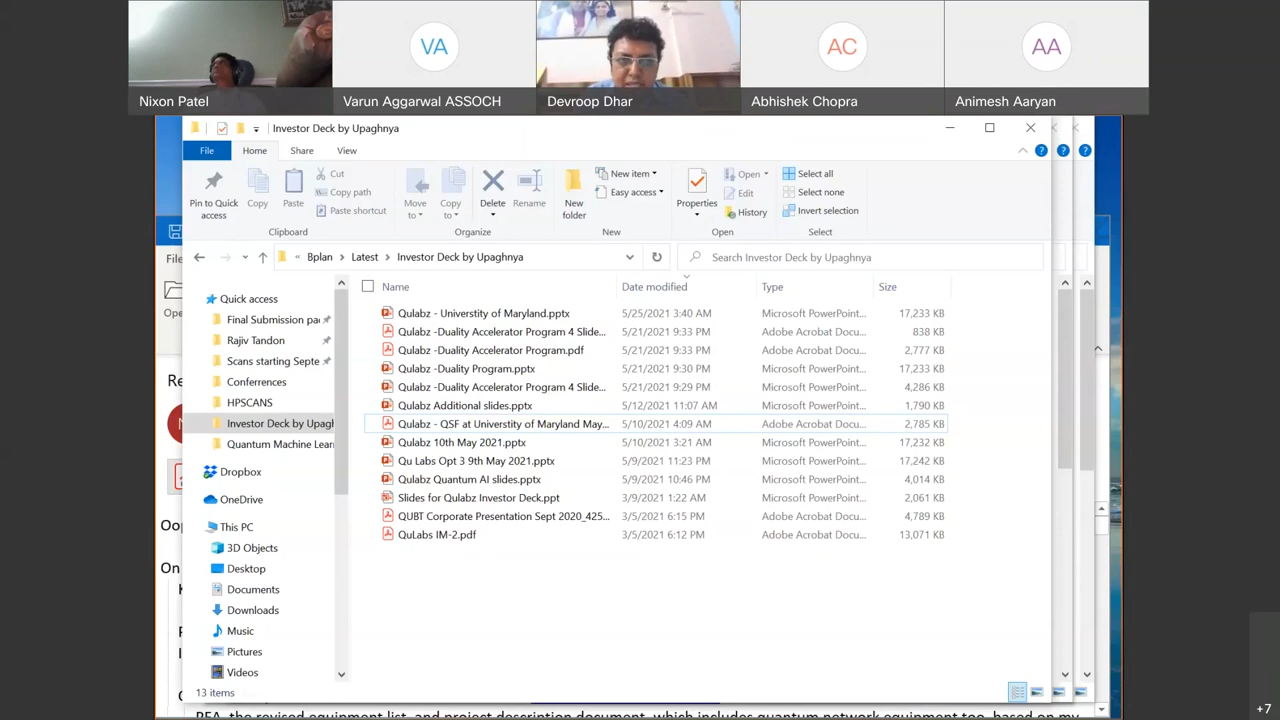 VA
AC
AA
Nixon Patel
Varun Aggarwal ASSOCH
Devroop Dhar
Abhishek Chopra
Animesh Aaryan
Investor Deck by Upaghnya
File
Home
Share
View
Pin to Quick access
Copy
Paste
Cut
Copy path
Paste shortcut
Clipboard
Move to
Copy to
Delete
Rename
Organize
New folder
New item
Easy access
New
Properties
Open
Edit
History
Open
Select all
Select none
Invert selection
Select
« Bplan > Latest > Investor Deck by Upaghnya
Search Investor Deck by Upaghnya
Name Date modified Type Size
Qulabz - Universtiy of Maryland.pptx 5/25/2021 3:40 AM Microsoft PowerPoint... 17,233 KB
Qulabz -Duality Accelerator Program 4 Slide... 5/21/2021 9:33 PM Adobe Acrobat Docu... 838 KB
Qulabz -Duality Accelerator Program.pdf 5/21/2021 9:33 PM Adobe Acrobat Docu... 2,777 KB
Qulabz -Duality Program.pptx 5/21/2021 9:30 PM Microsoft PowerPoint... 17,233 KB
Qulabz -Duality Accelerator Program 4 Slide... 5/21/2021 9:29 PM Microsoft PowerPoint... 4,286 KB
Qulabz Additional slides.pptx 5/12/2021 11:07 AM Microsoft PowerPoint... 1,790 KB
Qulabz - QSF at Universtity of Maryland May... 5/10/2021 4:09 AM Adobe Acrobat Docu... 2,785 KB
Qulabz 10th May 2021.pptx 5/10/2021 3:21 AM Microsoft PowerPoint... 17,232 KB
Qu Labs Opt 3 9th May 2021.pptx 5/9/2021 11:23 PM Microsoft PowerPoint... 17,242 KB
Qulabz Quantum AI slides.pptx 5/9/2021 10:46 PM Microsoft PowerPoint... 4,014 KB
Slides for Qulabz Investor Deck.ppt 3/9/2021 1:22 AM Microsoft PowerPoint... 2,061 KB
QUBT Corporate Presentation Sept 2020_425... 3/5/2021 6:15 PM Adobe Acrobat Docu... 4,789 KB
QuLabs IM-2.pdf 3/5/2021 6:12 PM Adobe Acrobat Docu... 13,071 KB
Quick access
Final Submission pa
Rajiv Tandon
Scans starting Septe
Conferences
HPSCANS
Investor Deck by Upagh
Quantum Machine Lear
Dropbox
OneDrive
This PC
3D Objects
Desktop
Documents
Downloads
Music
Pictures
Videos
13 items
+7